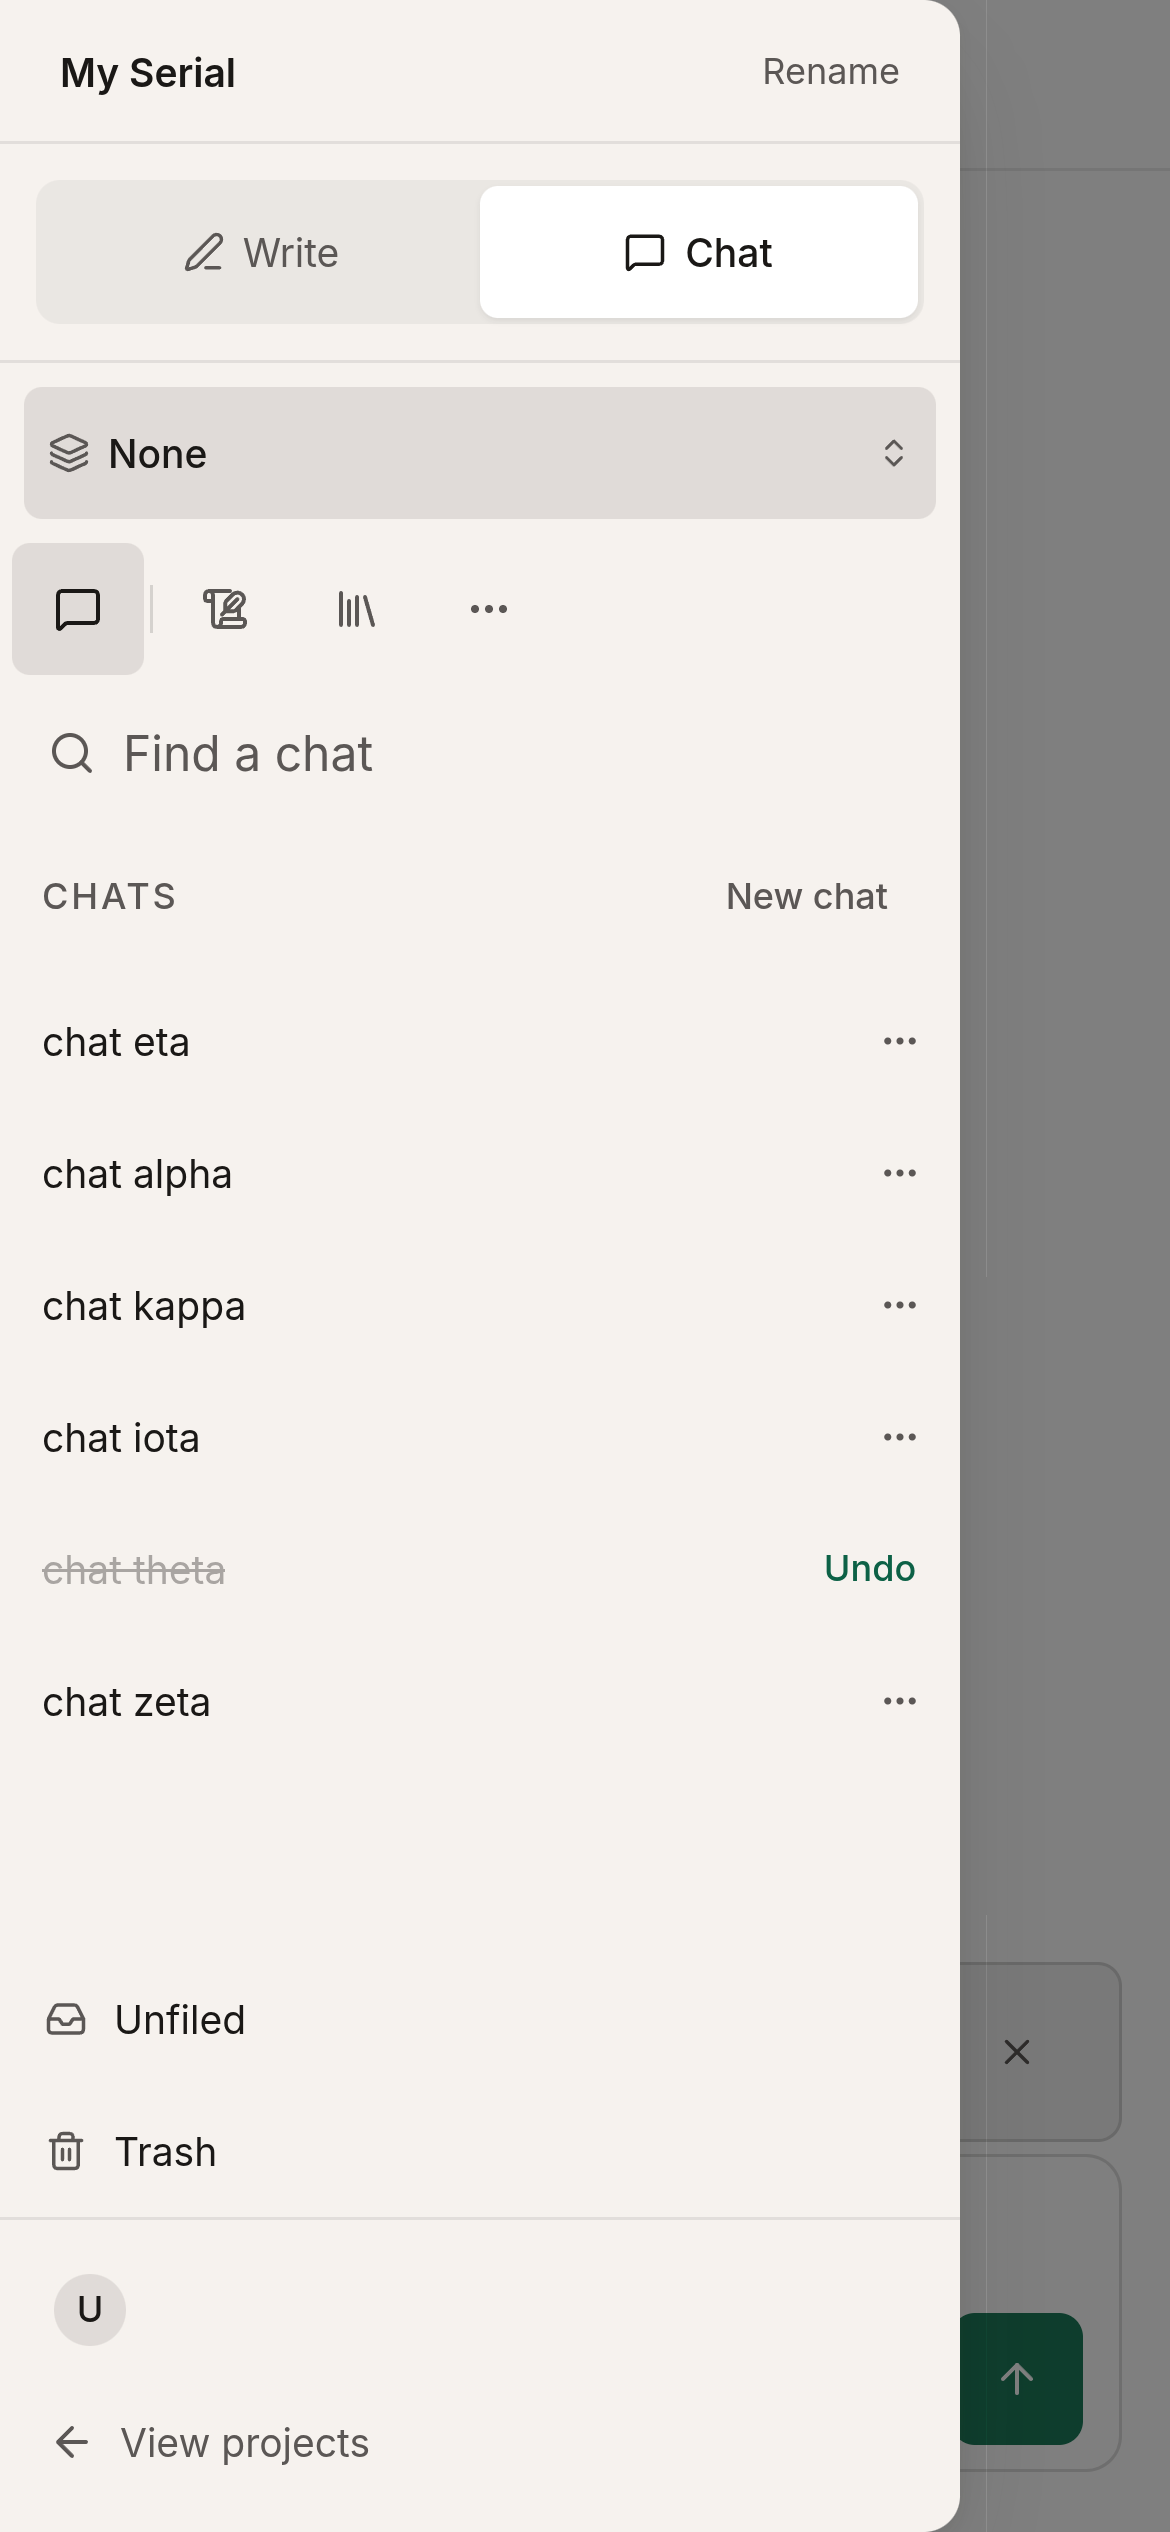 My Serial
Rename
Write
Chat
None
Find a chat
CHATS
New chat
chat eta
chat alpha
chat kappa
chat iota
chat theta
Undo
chat zeta
Unfiled
Trash
U
View projects